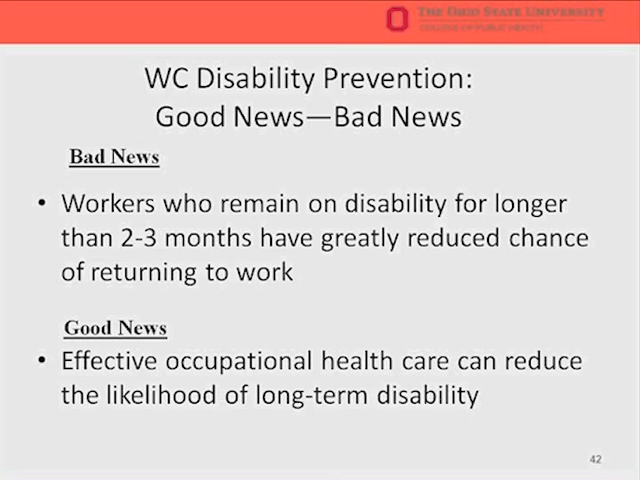 THE OHIO STATE UNIVERSITY
COLLEGE OF PUBLIC HEALTH
WC Disability Prevention:
Good News—Bad News
Bad News
• Workers who remain on disability for longer
than 2-3 months have greatly reduced chance
of returning to work
Good News
• Effective occupational health care can reduce
the likelihood of long-term disability
42